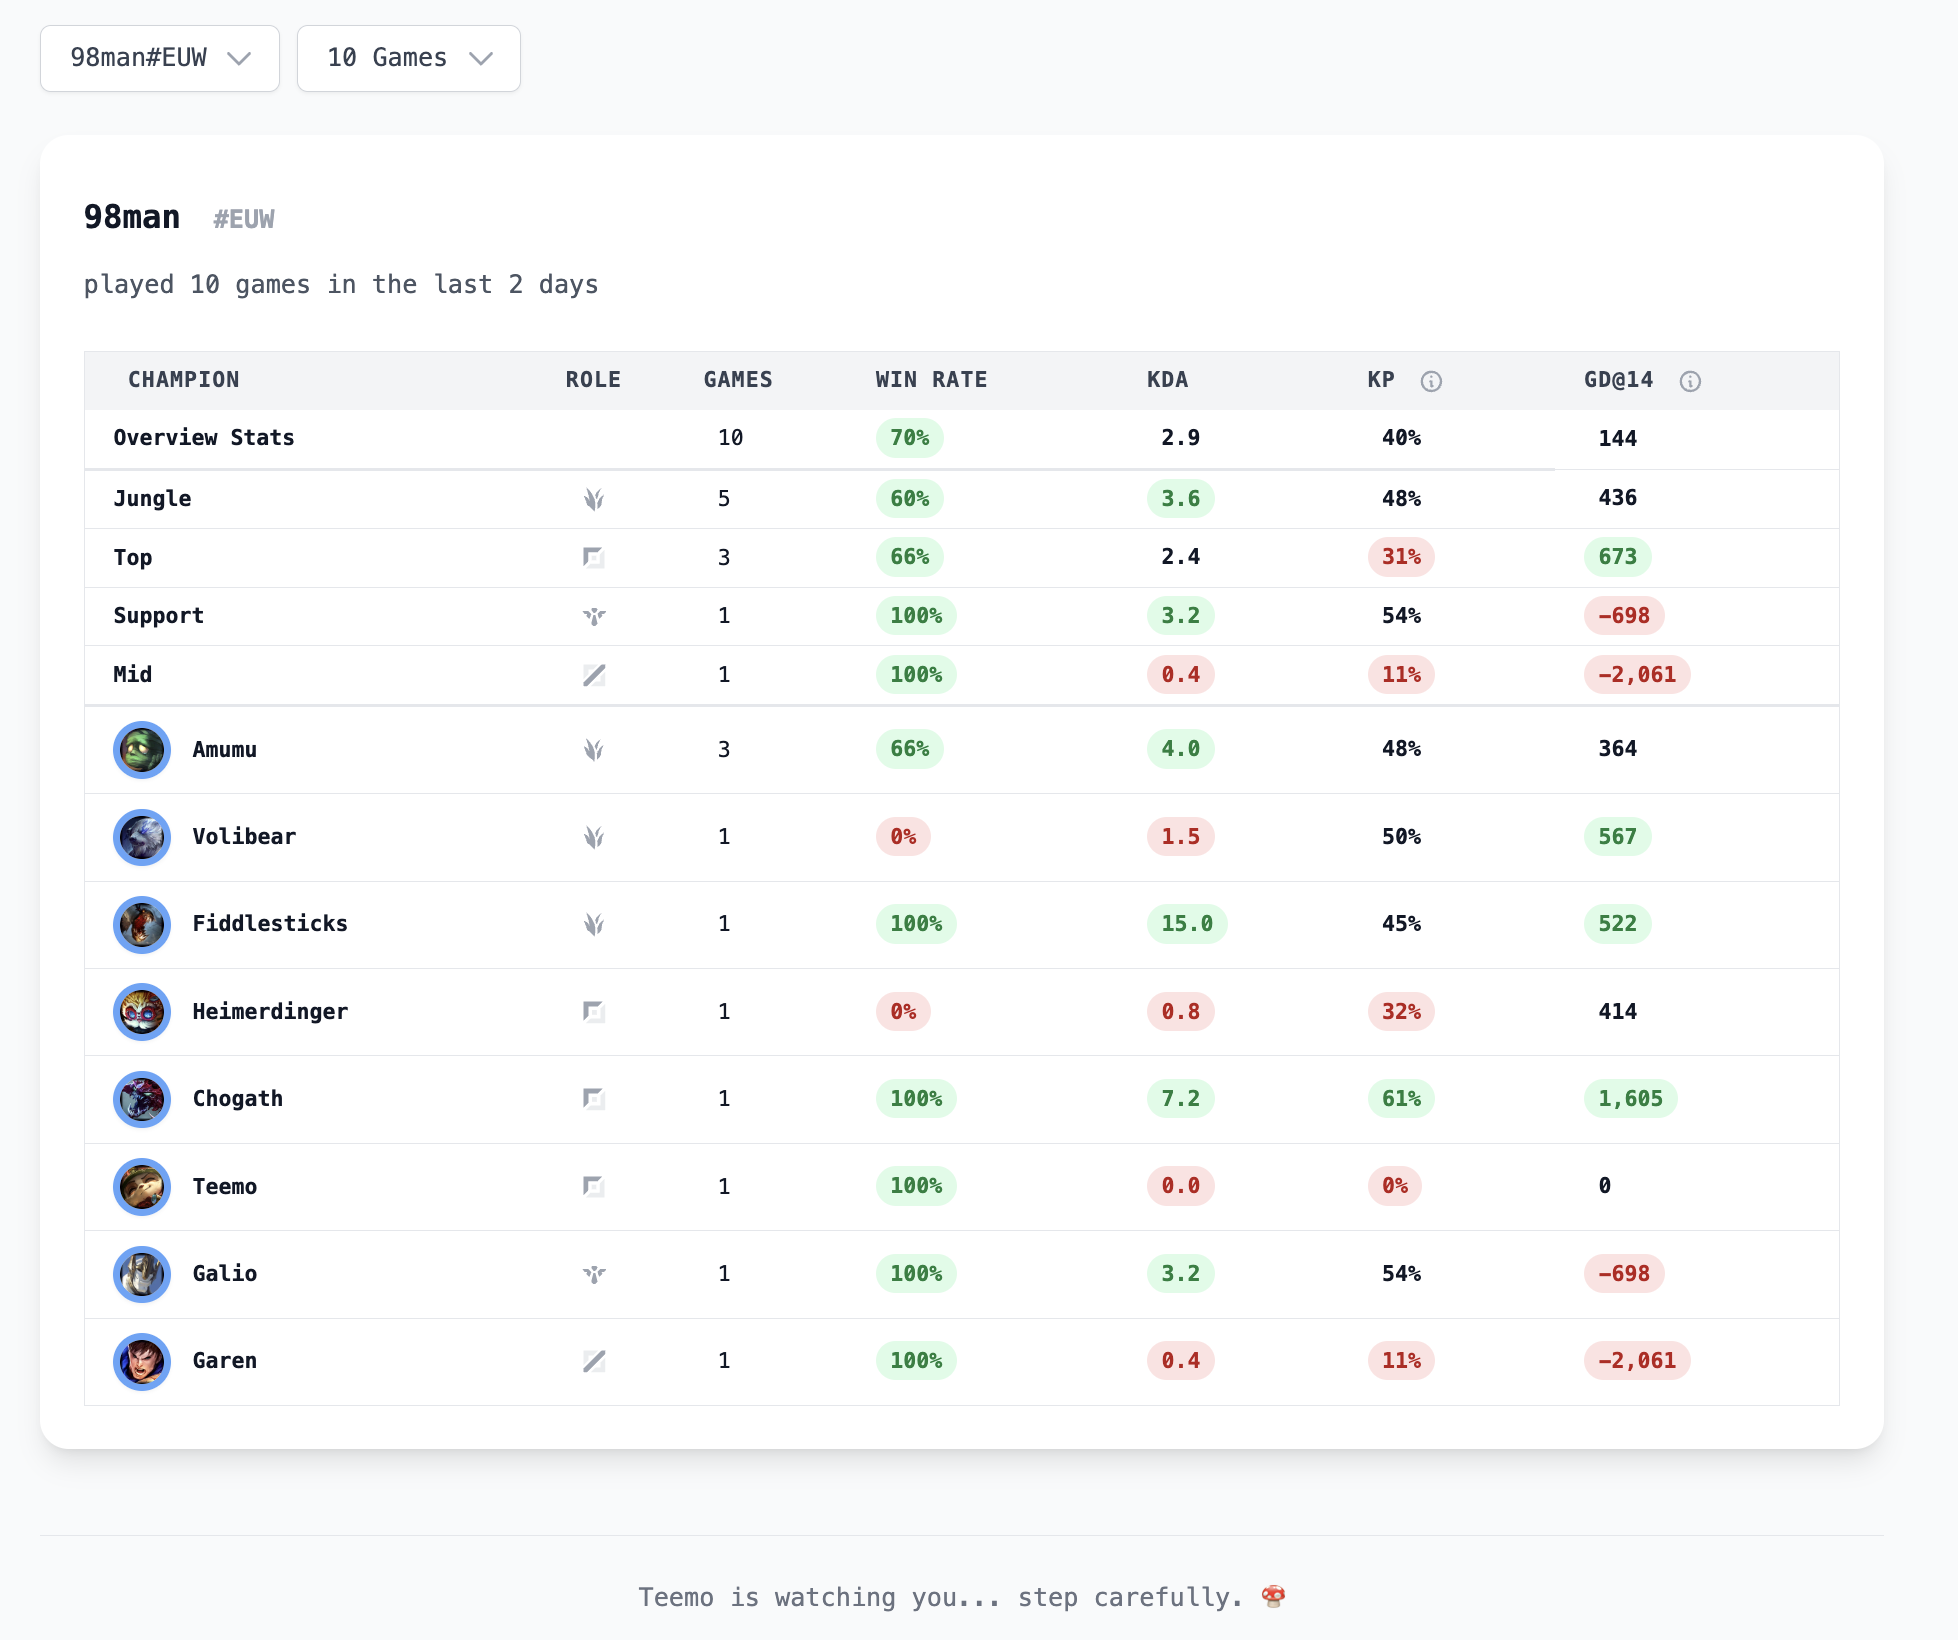 98man#EUW 10 Games
98man #EUW
played 10 games in the last 2 days
CHAMPION ROLE GAMES WIN RATE KDA KP GD@14
Overview Stats 10 70% 2.9 40% 144
Jungle 5 60% 3.6 48% 436
Top 3 66% 2.4 31% 673
Support 1 100% 3.2 54% −698
Mid 1 100% 0.4 11% −2,061
Amumu 3 66% 4.0 48% 364
Volibear 1 0% 1.5 50% 567
Fiddlesticks 1 100% 15.0 45% 522
Heimerdinger 1 0% 0.8 32% 414
Chogath 1 100% 7.2 61% 1,605
Teemo 1 100% 0.0 0% 0
Galio 1 100% 3.2 54% −698
Garen 1 100% 0.4 11% −2,061
Teemo is watching you... step carefully. 🍄